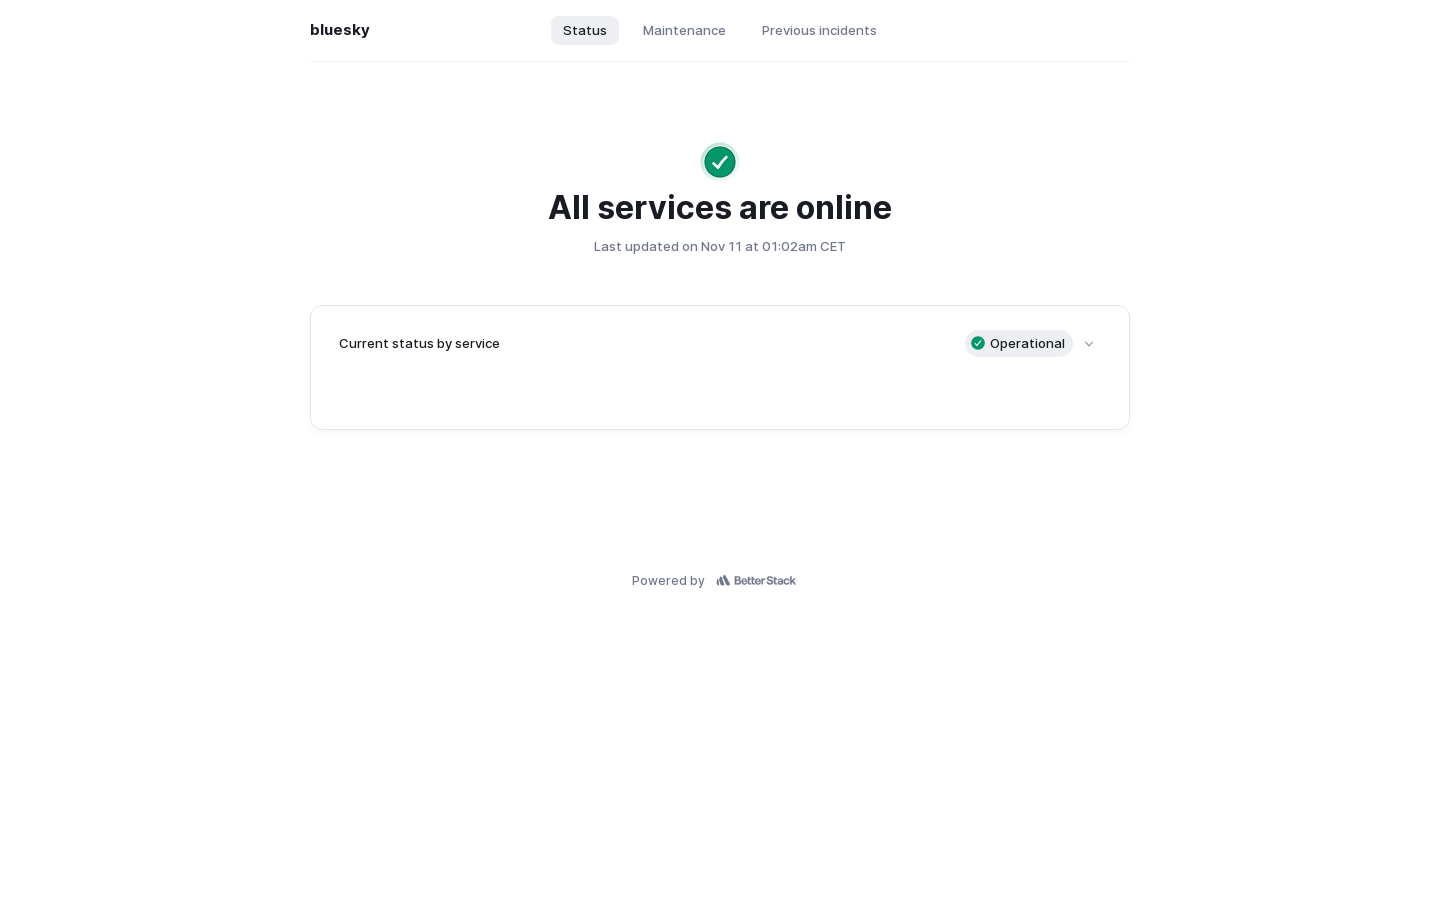 bluesky
Status
Maintenance
Previous incidents
All services are online
Last updated on Nov 11 at 01:02am CET
Current status by service
Operational
Powered by
Better Stack